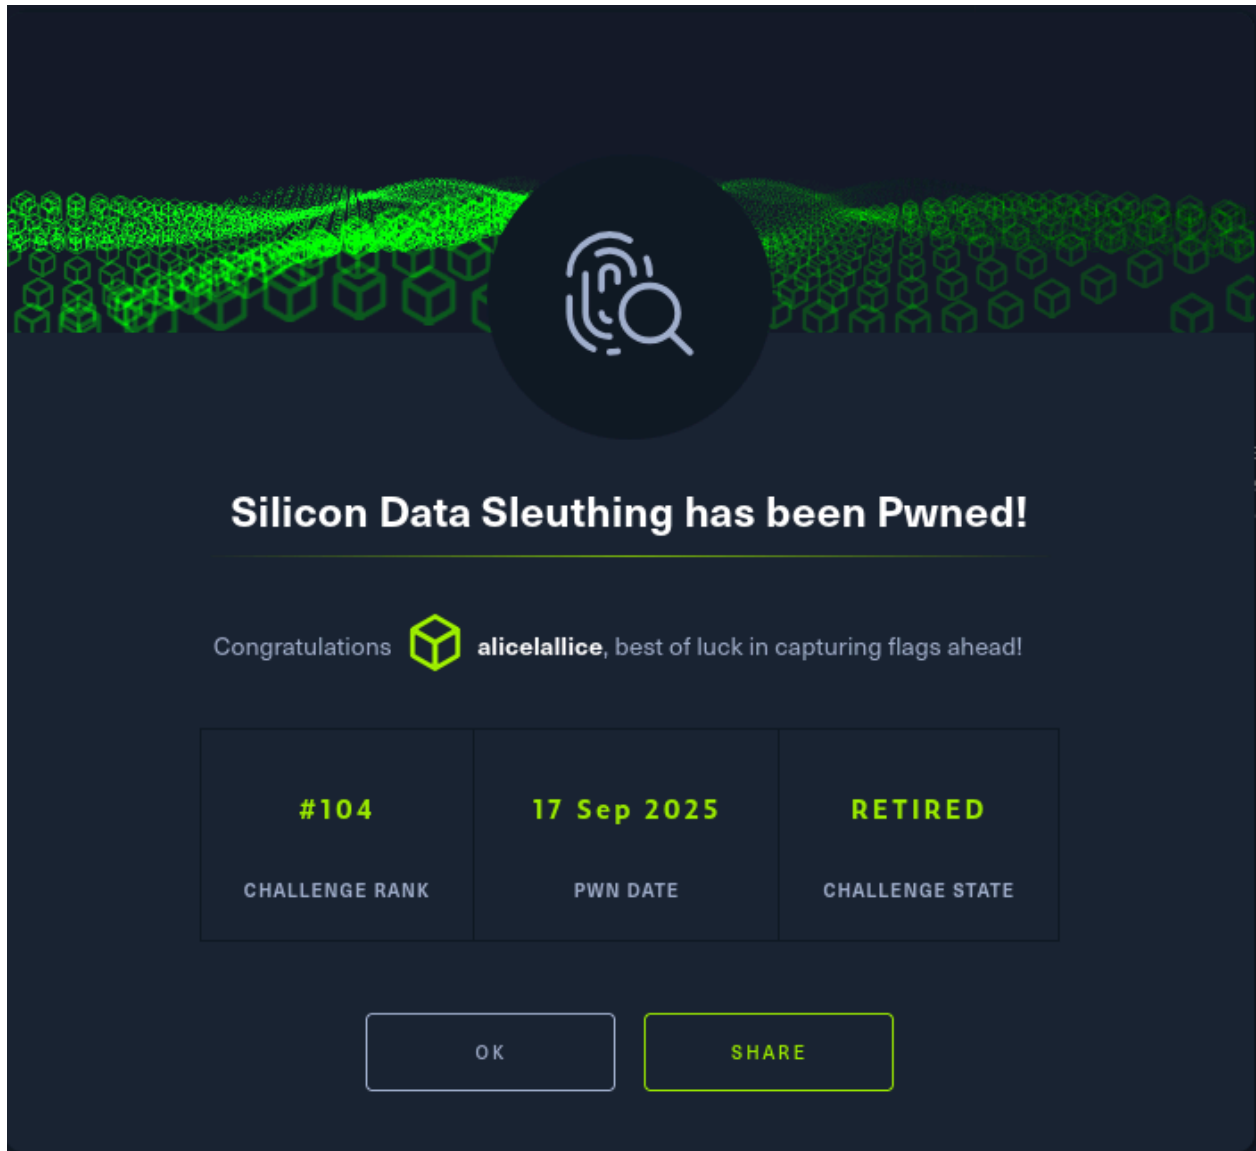 Silicon Data Sleuthing has been Pwned!
Congratulations alicelallice, best of luck in capturing flags ahead!
#104 17 Sep 2025 RETIRED
CHALLENGE RANK PWN DATE CHALLENGE STATE
OK SHARE